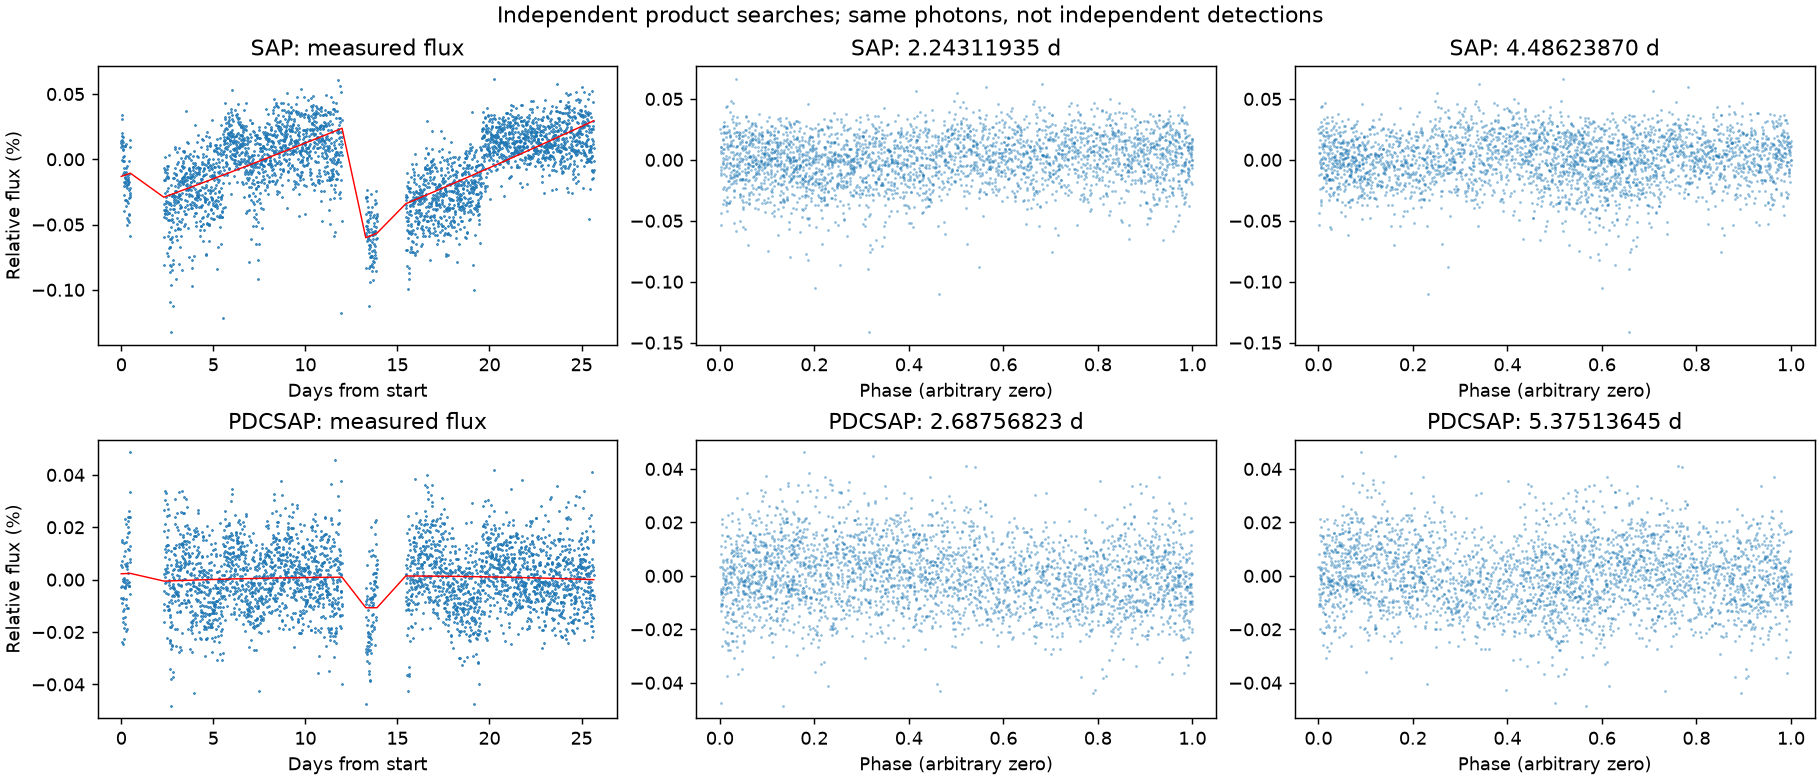 Independent product searches; same photons, not independent detections
SAP: measured flux
SAP: 2.24311935 d
SAP: 4.48623870 d
Relative flux (%)
0.05
0.00
−0.05
−0.10
0 5 10 15 20 25
Days from start
0.05
0.00
−0.05
−0.10
−0.15
0.0 0.2 0.4 0.6 0.8 1.0
Phase (arbitrary zero)
0.05
0.00
−0.05
−0.10
−0.15
0.0 0.2 0.4 0.6 0.8 1.0
Phase (arbitrary zero)
PDCSAP: measured flux
PDCSAP: 2.68756823 d
PDCSAP: 5.37513645 d
Relative flux (%)
0.04
0.02
0.00
−0.02
−0.04
0 5 10 15 20 25
Days from start
0.04
0.02
0.00
−0.02
−0.04
0.0 0.2 0.4 0.6 0.8 1.0
Phase (arbitrary zero)
0.04
0.02
0.00
−0.02
−0.04
0.0 0.2 0.4 0.6 0.8 1.0
Phase (arbitrary zero)